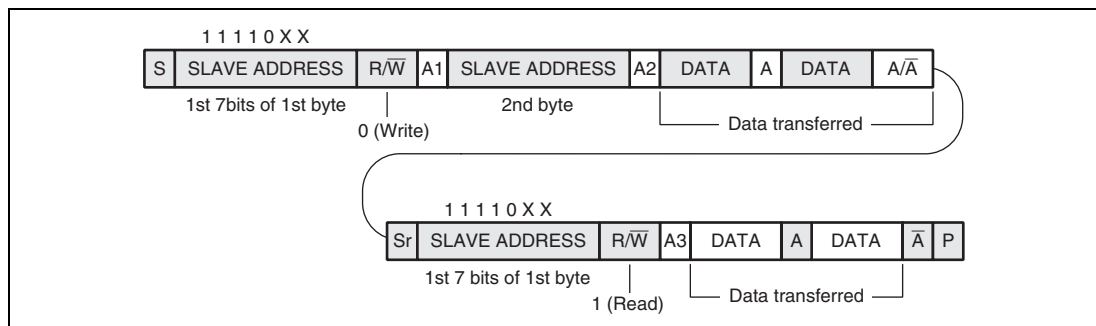 1 1 1 1 0 X X
S SLAVE ADDRESS R/W̅ A1 SLAVE ADDRESS A2 DATA A DATA A/A̅
1st 7bits of 1st byte 2nd byte
0 (Write) Data transferred
1 1 1 1 0 X X
Sr SLAVE ADDRESS R/W̅ A3 DATA A DATA A̅ P
1st 7 bits of 1st byte
1 (Read) Data transferred